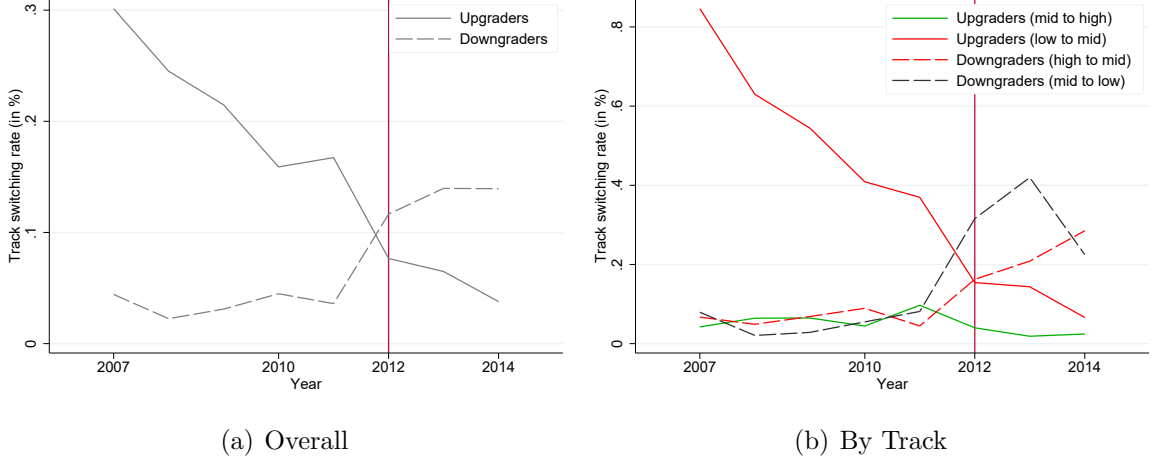 .3
.2
.1
0
Track switching rate (in %)
Upgraders
Downgraders
2007
2010
2012
2014
Year
(a) Overall
.8
.6
.4
.2
0
Track switching rate (in %)
Upgraders (mid to high)
Upgraders (low to mid)
Downgraders (high to mid)
Downgraders (mid to low)
2007
2010
2012
2014
Year
(b) By Track